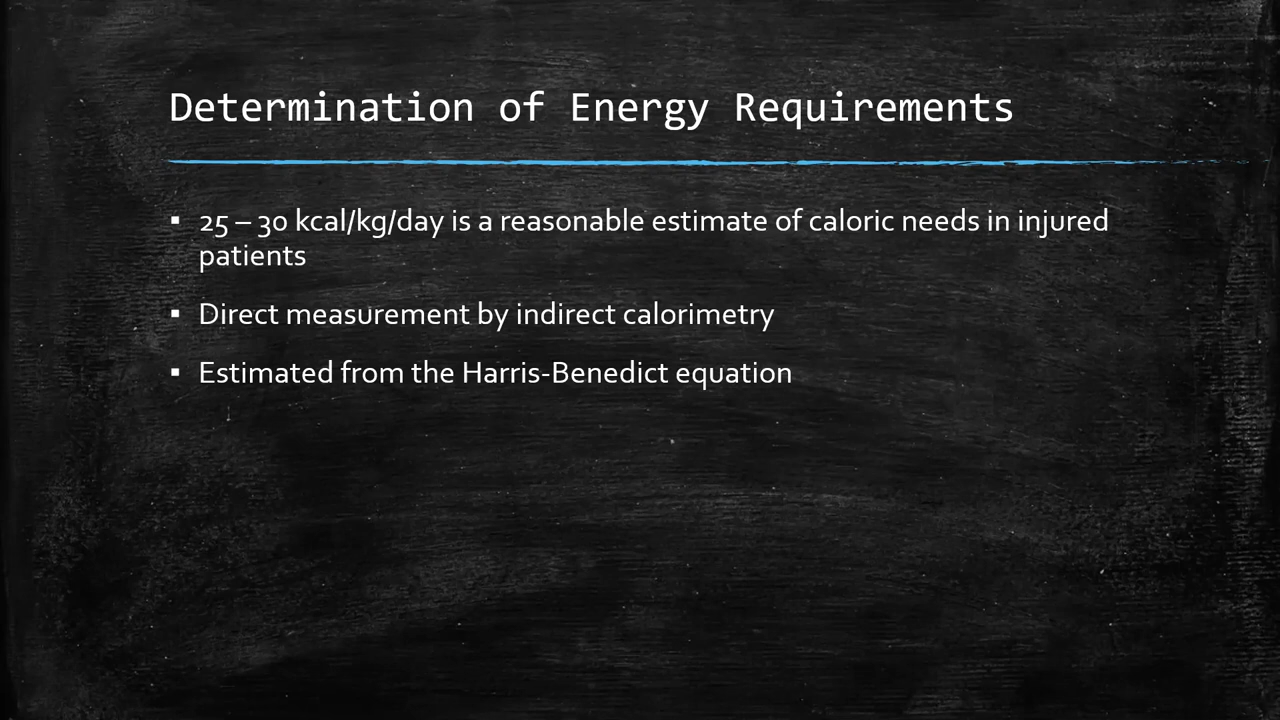 Determination of Energy Requirements
▪ 25 – 30 kcal/kg/day is a reasonable estimate of caloric needs in injured
patients
▪ Direct measurement by indirect calorimetry
▪ Estimated from the Harris-Benedict equation